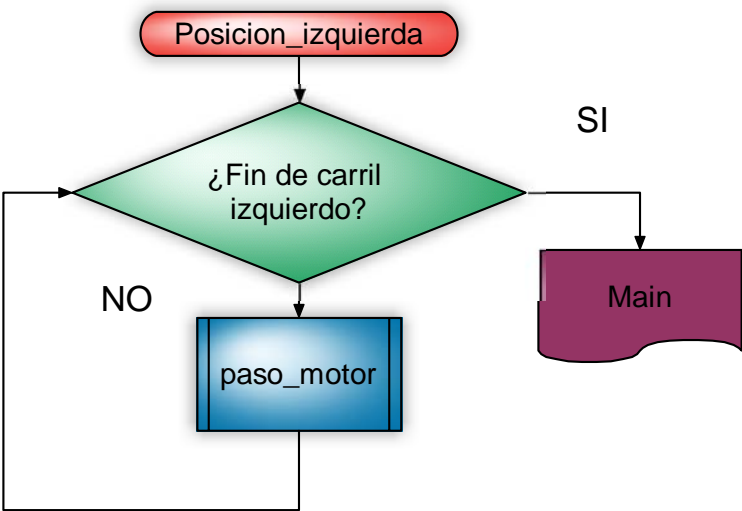 Posicion_izquierda
SI
¿Fin de carril
izquierdo?
NO
Main
paso_motor